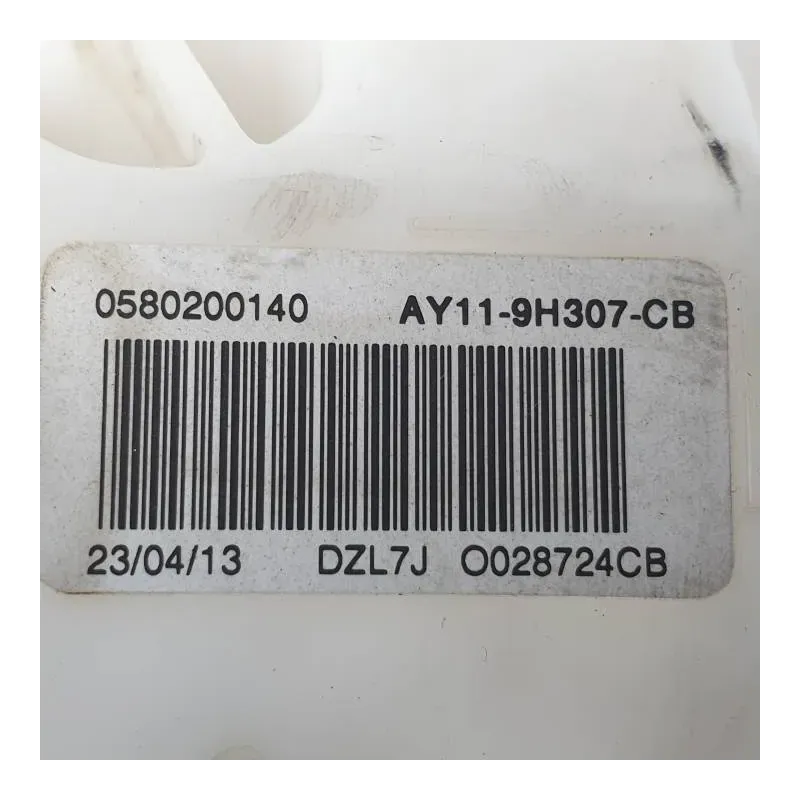 0580200140 AY11-9H307-CB
23/04/13 DZL7J O028724CB